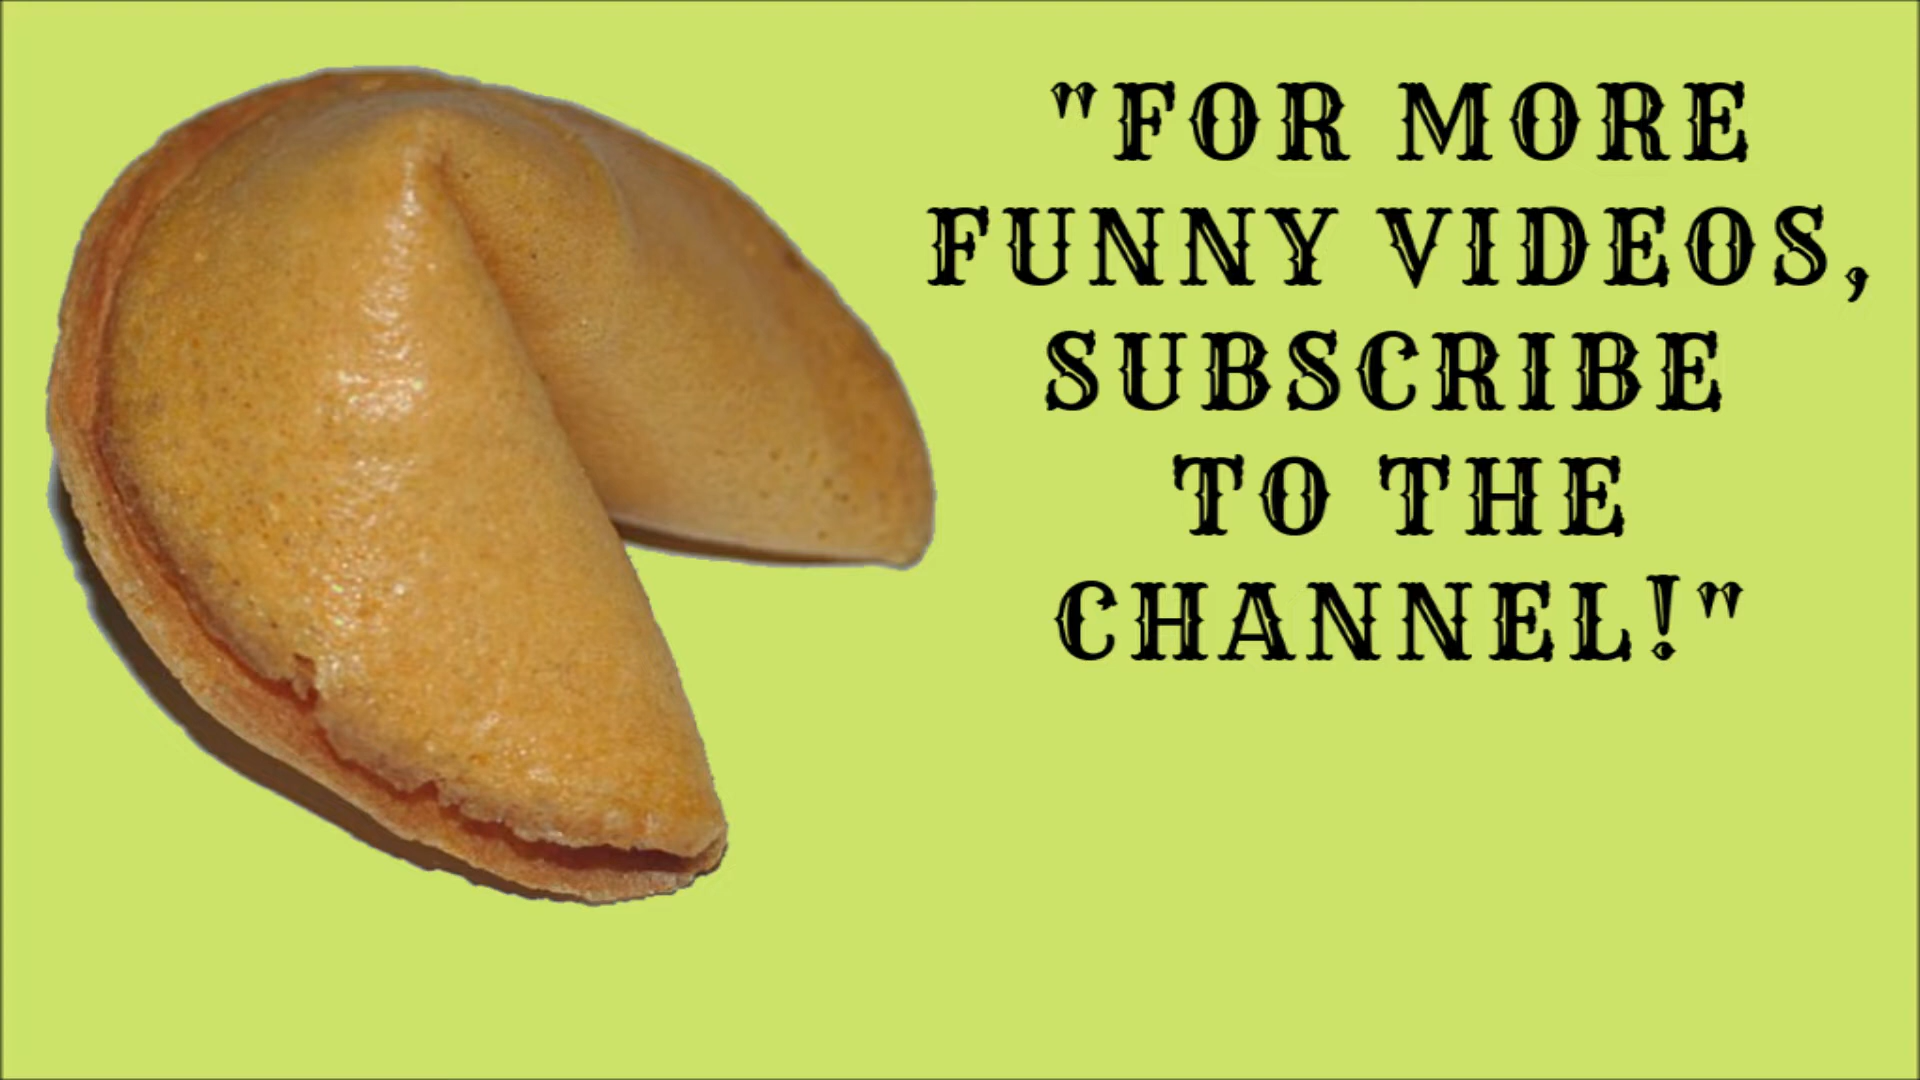 "FOR MORE
FUNNY VIDEOS,
SUBSCRIBE
TO THE
CHANNEL!"